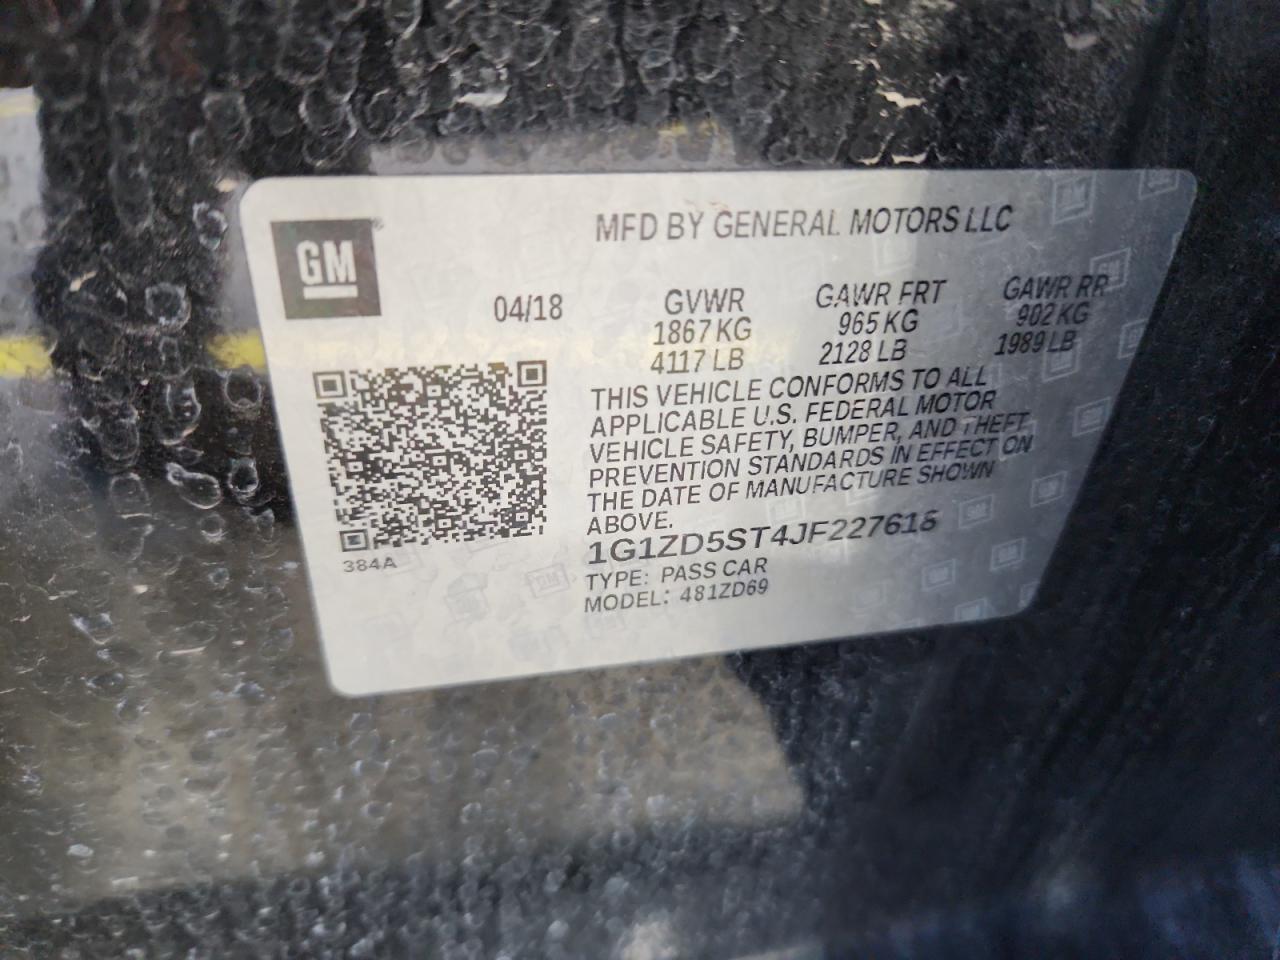 GM
MFD BY GENERAL MOTORS LLC
04/18 GVWR GAWR FRT GAWR RR
1867 KG 965 KG 902 KG
4117 LB 2128 LB 1989 LB
THIS VEHICLE CONFORMS TO ALL
APPLICABLE U.S. FEDERAL MOTOR
VEHICLE SAFETY, BUMPER, AND THEFT
PREVENTION STANDARDS IN EFFECT ON
THE DATE OF MANUFACTURE SHOWN
ABOVE.
1G1ZD5ST4JF227618
384A
TYPE: PASS CAR
MODEL: 481ZD69